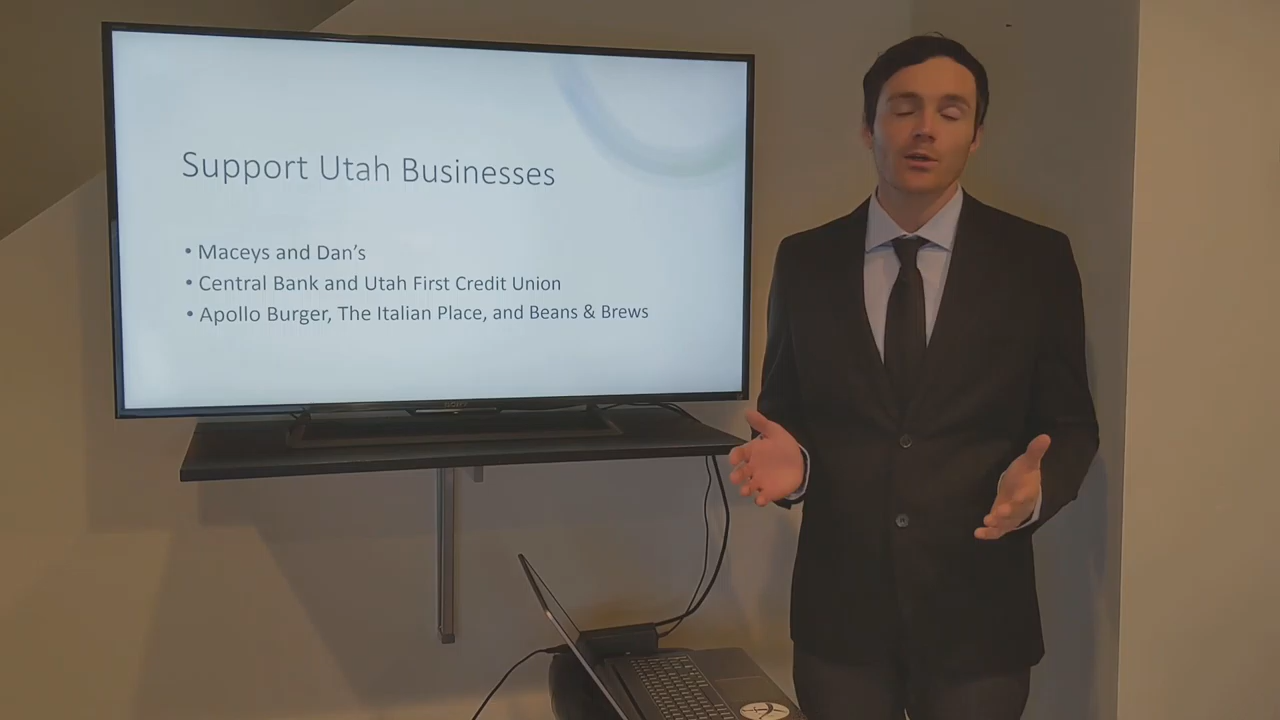 Support Utah Businesses
• Maceys and Dan's
• Central Bank and Utah First Credit Union
• Apollo Burger, The Italian Place, and Beans & Brews
SONY